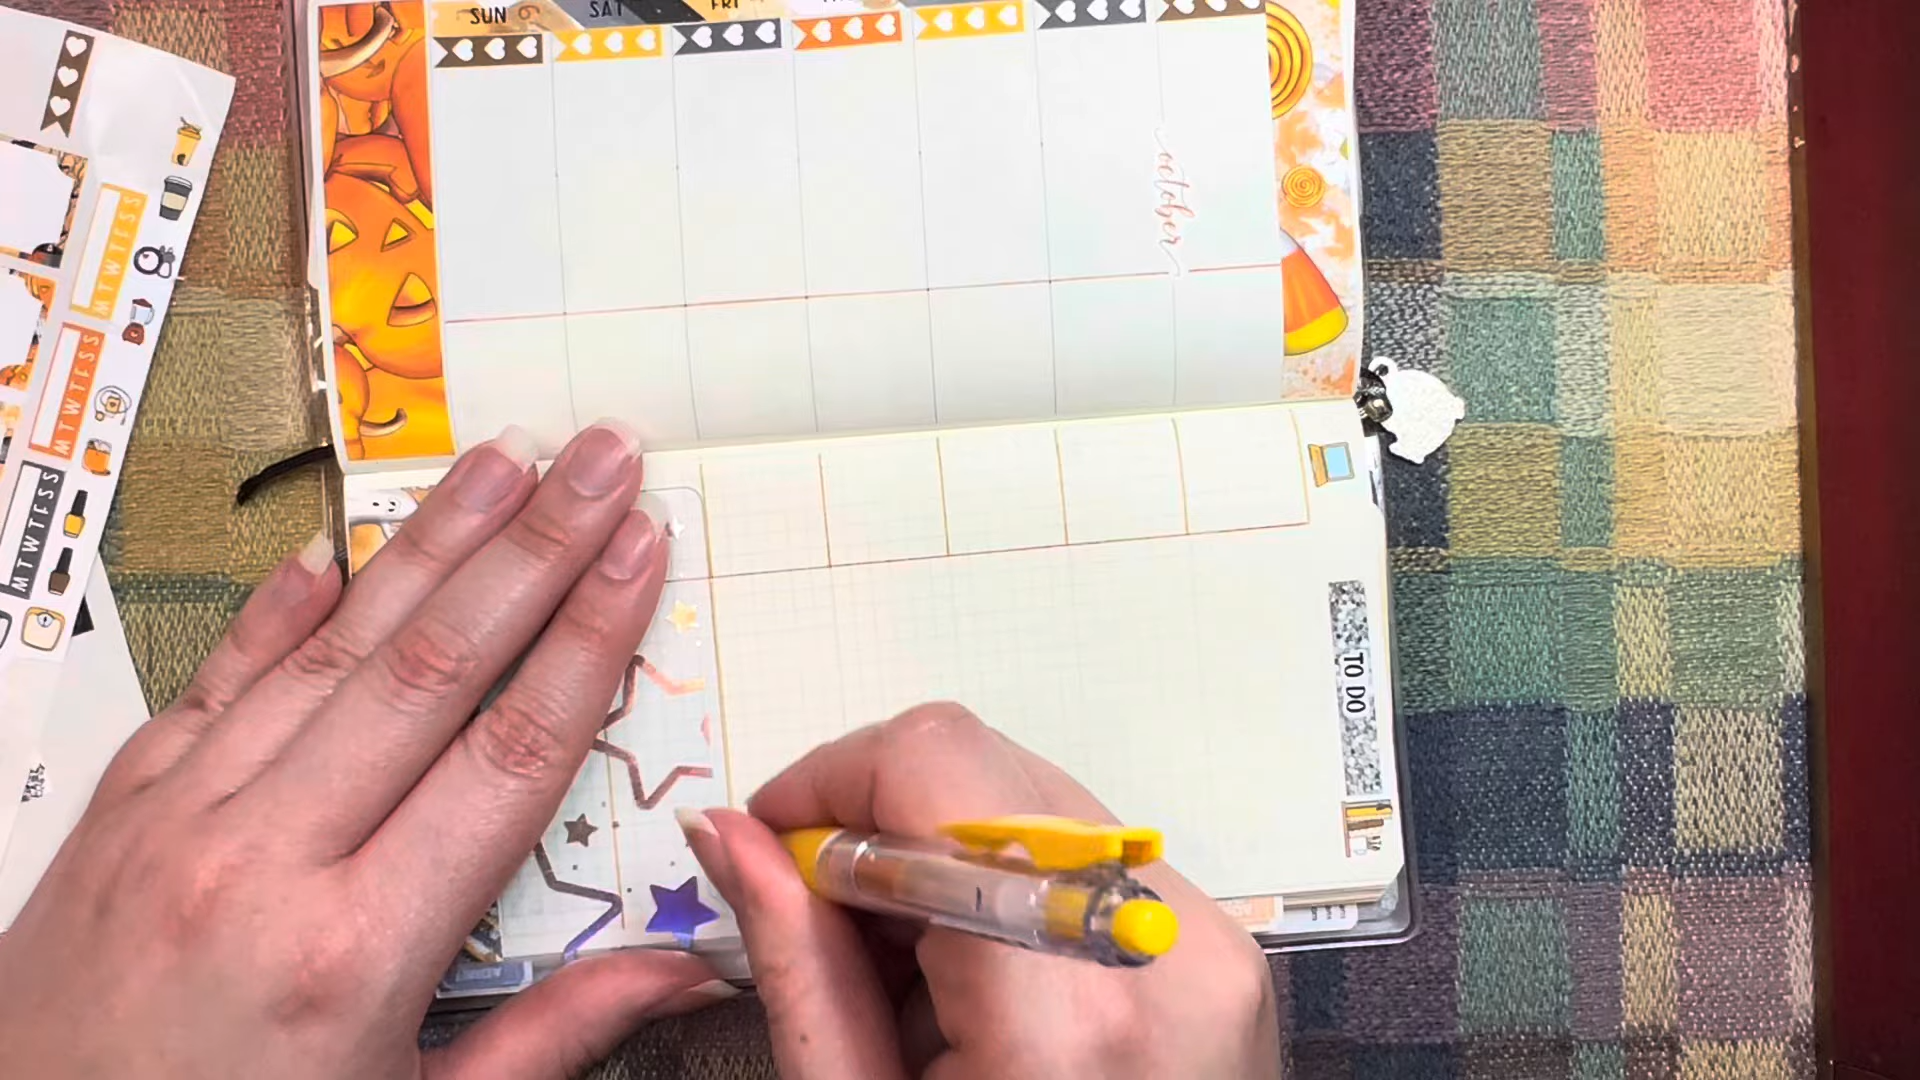 SUN
SAT
FRI
october
MTWTFSS
MTWTFSS
MTWTFSS
TO DO